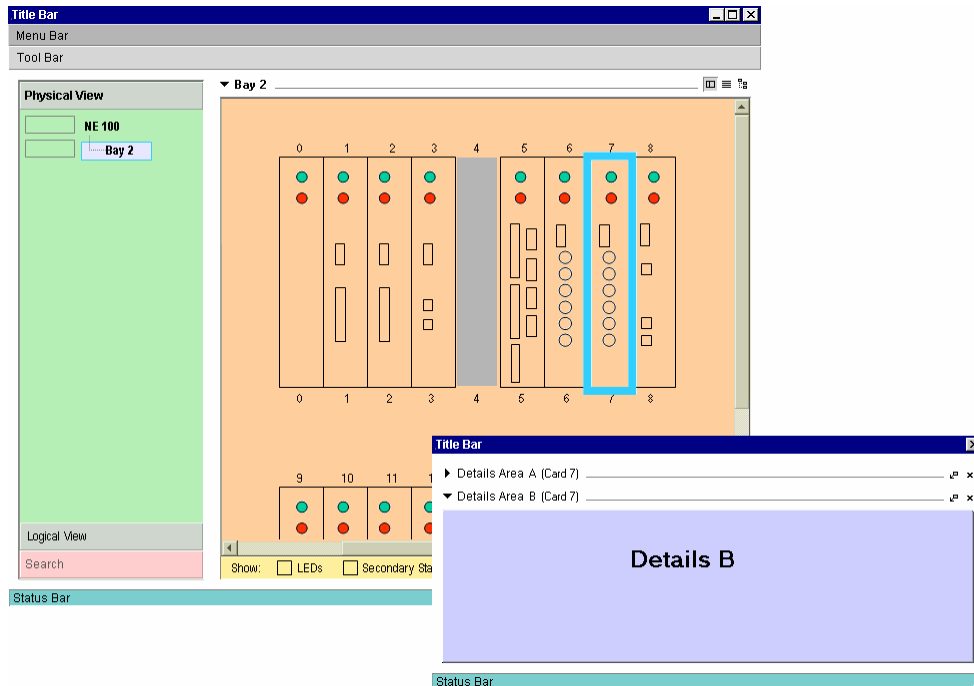 Title Bar
Menu Bar
Tool Bar
Physical View
NE 100
Bay 2
Bay 2
0 1 2 3 4 5 6 7 8
0 1 2 3 4 5 6 7 8
9 10 11
Logical View
Search
Show: LEDs Secondary Sta
Status Bar
Title Bar
Details Area A (Card 7)
Details Area B (Card 7)
Details B
Status Bar